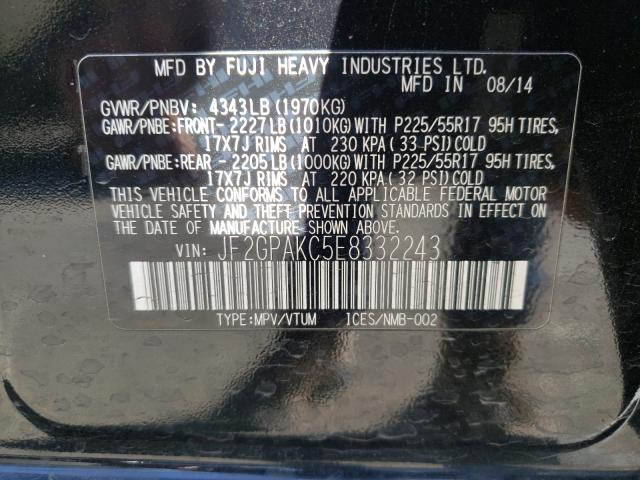 MFD BY FUJI HEAVY INDUSTRIES LTD.
MFD IN 08/14
GVWR/PNBV: 4343LB(1970KG)
GAWR/PNBE:FRONT-2227LB(1010KG)WITH P225/55R17 95H TIRES,
17X7J RIMS AT 230 KPA(33 PSI)COLD
GAWR/PNBE:REAR -2205LB(1000KG)WITH P225/55R17 95H TIRES,
17X7J RIMS AT 220 KPA(32 PSI)COLD
THIS VEHICLE CONFORMS TO ALL APPLICABLE FEDERAL MOTOR
VEHICLE SAFETY AND THEFT PREVENTION STANDARDS IN EFFECT
ON THE DATE OF MANUFACTURE SHOWN ABOVE.
VIN: JF2GPAKC5E8332243
TYPE:MPV/VTUM ICES/NMB-002